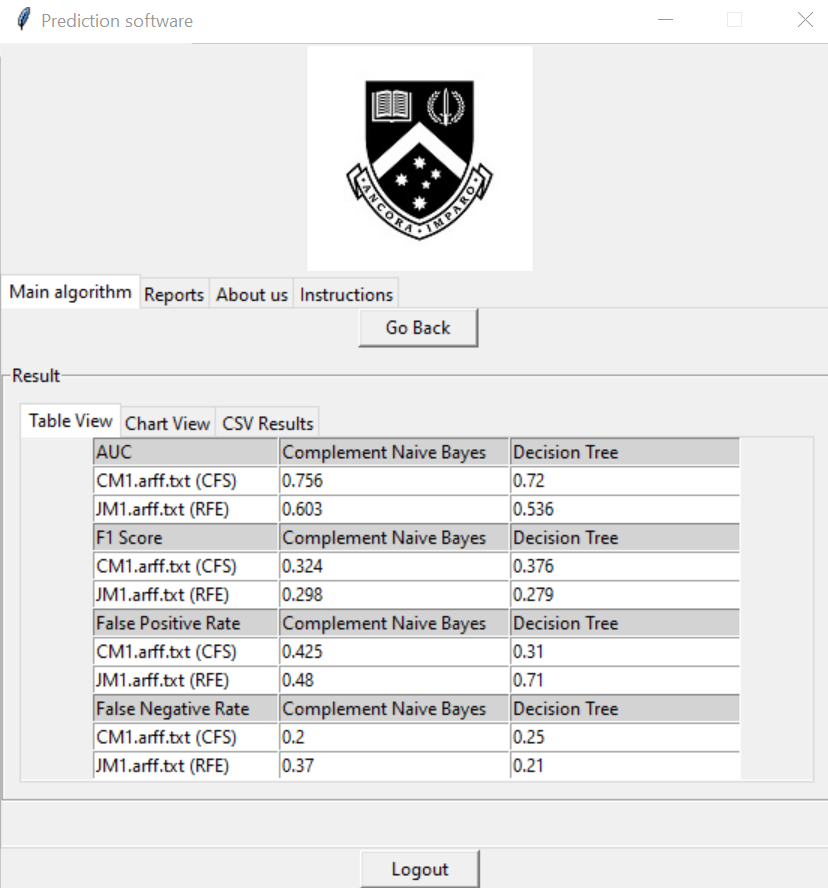 Prediction software
ANCORA IMPARO
Main algorithm Reports About us Instructions
Go Back
Result
Table View Chart View CSV Results
AUC Complement Naive Bayes Decision Tree
CM1.arff.txt (CFS) 0.756 0.72
JM1.arff.txt (RFE) 0.603 0.536
F1 Score Complement Naive Bayes Decision Tree
CM1.arff.txt (CFS) 0.324 0.376
JM1.arff.txt (RFE) 0.298 0.279
False Positive Rate Complement Naive Bayes Decision Tree
CM1.arff.txt (CFS) 0.425 0.31
JM1.arff.txt (RFE) 0.48 0.71
False Negative Rate Complement Naive Bayes Decision Tree
CM1.arff.txt (CFS) 0.2 0.25
JM1.arff.txt (RFE) 0.37 0.21
Logout